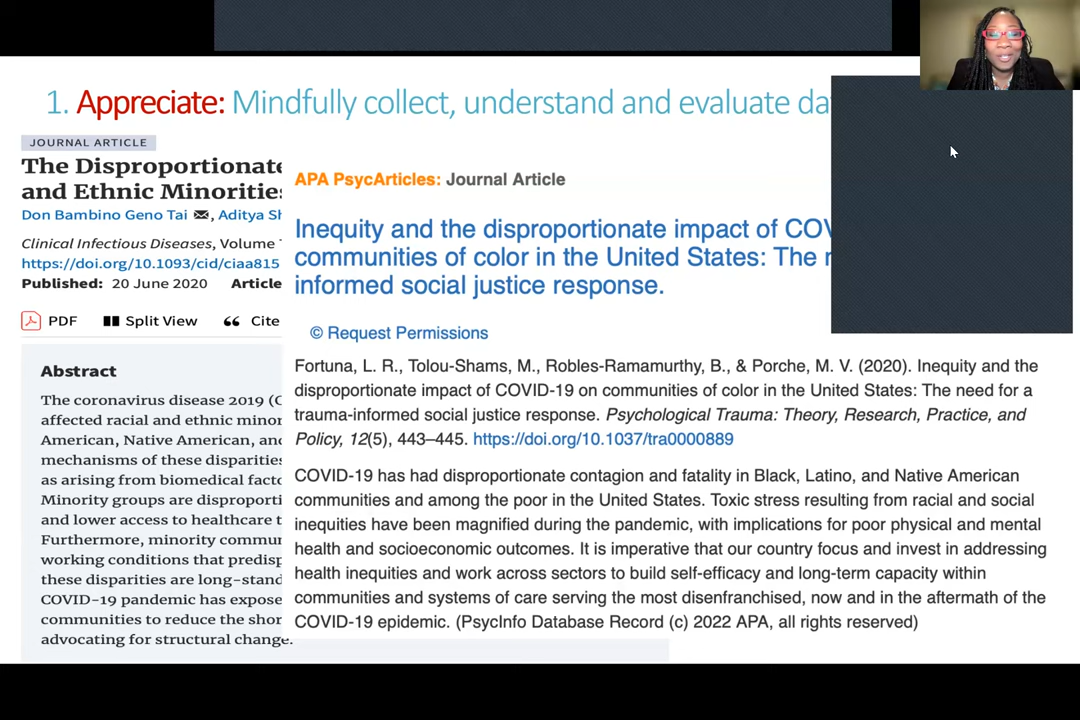 1. Appreciate: Mindfully collect, understand and evaluate da
JOURNAL ARTICLE
The Disproportionate
and Ethnic Minorities
Don Bambino Geno Tai, Aditya Sh
Clinical Infectious Diseases, Volume
https://doi.org/10.1093/cid/ciaa815
Published: 20 June 2020 Article
PDF Split View Cite
Abstract
The coronavirus disease 2019 (C
affected racial and ethnic minor
American, Native American, and
mechanisms of these disparities
as arising from biomedical facto
Minority groups are disproporti
and lower access to healthcare t
Furthermore, minority commun
working conditions that predisp
these disparities are long-stand
COVID-19 pandemic has expose
communities to reduce the shor
advocating for structural change.
APA PsycArticles: Journal Article
Inequity and the disproportionate impact of COV
communities of color in the United States: The
informed social justice response.
© Request Permissions
Fortuna, L. R., Tolou-Shams, M., Robles-Ramamurthy, B., & Porche, M. V. (2020). Inequity and the
disproportionate impact of COVID-19 on communities of color in the United States: The need for a
trauma-informed social justice response. Psychological Trauma: Theory, Research, Practice, and
Policy, 12(5), 443–445. https://doi.org/10.1037/tra0000889
COVID-19 has had disproportionate contagion and fatality in Black, Latino, and Native American
communities and among the poor in the United States. Toxic stress resulting from racial and social
inequities have been magnified during the pandemic, with implications for poor physical and mental
health and socioeconomic outcomes. It is imperative that our country focus and invest in addressing
health inequities and work across sectors to build self-efficacy and long-term capacity within
communities and systems of care serving the most disenfranchised, now and in the aftermath of the
COVID-19 epidemic. (PsycInfo Database Record (c) 2022 APA, all rights reserved)